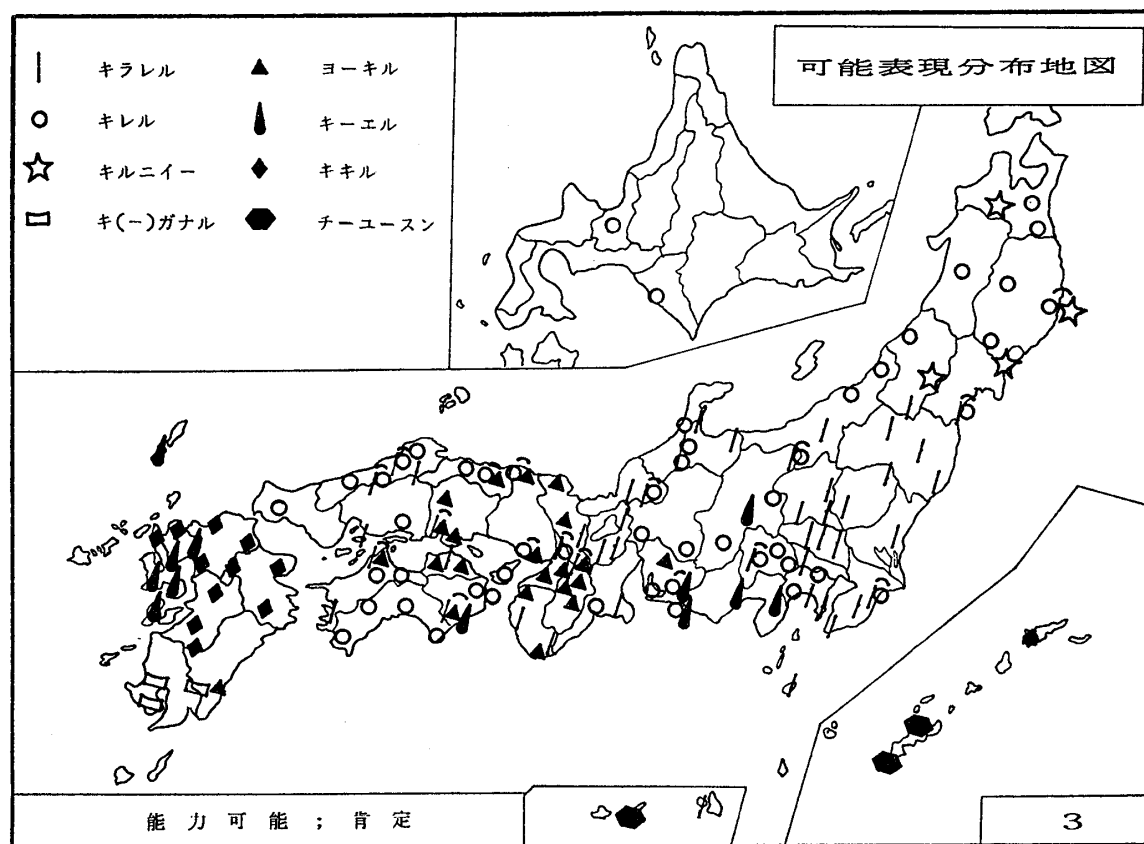 可能表現分布地図
キラレル
ヨーキル
キレル
キーエル
キルニイー
キキル
キ(ー)ガナル
チーユースン
能力可能；肯定
3